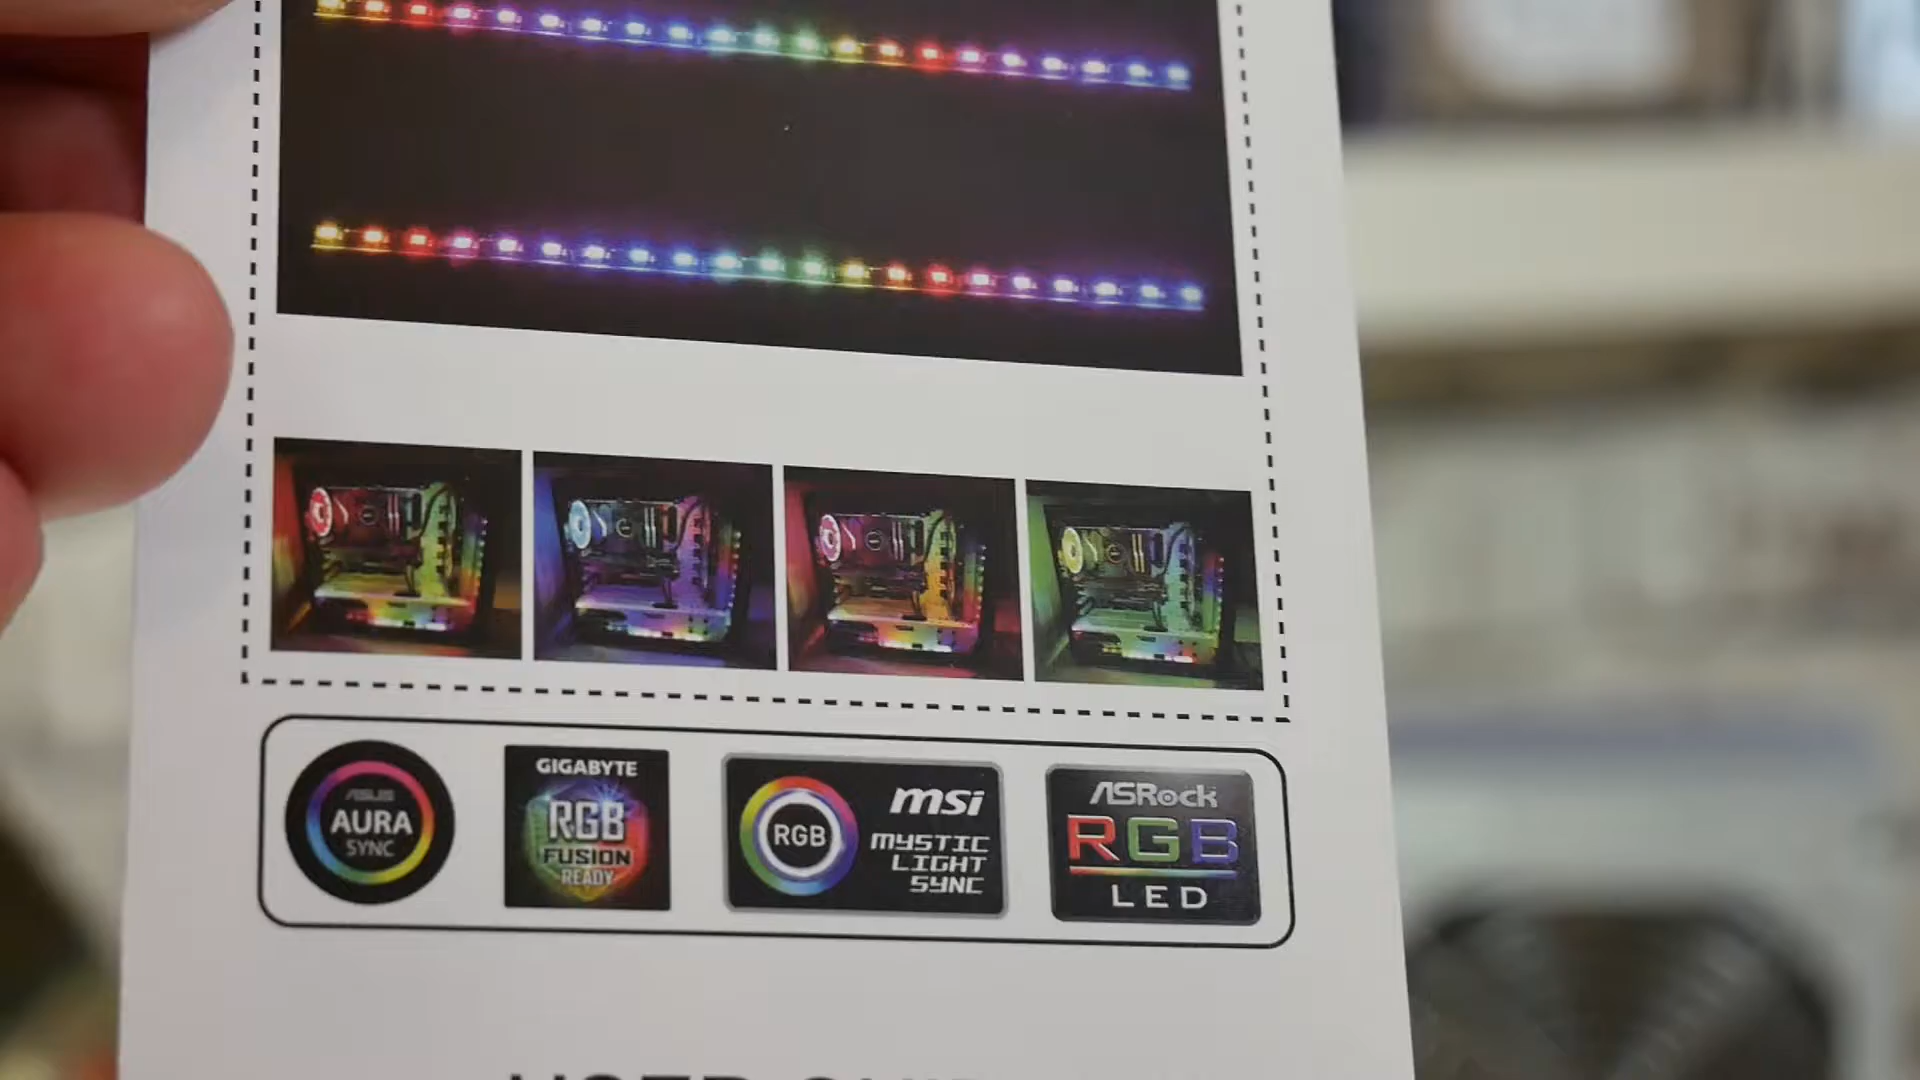 ASUS
AURA
SYNC
GIGABYTE
RGB
FUSION
READY
RGB
msi
MYSTIC
LIGHT
SYNC
ASRock
RGB
LED